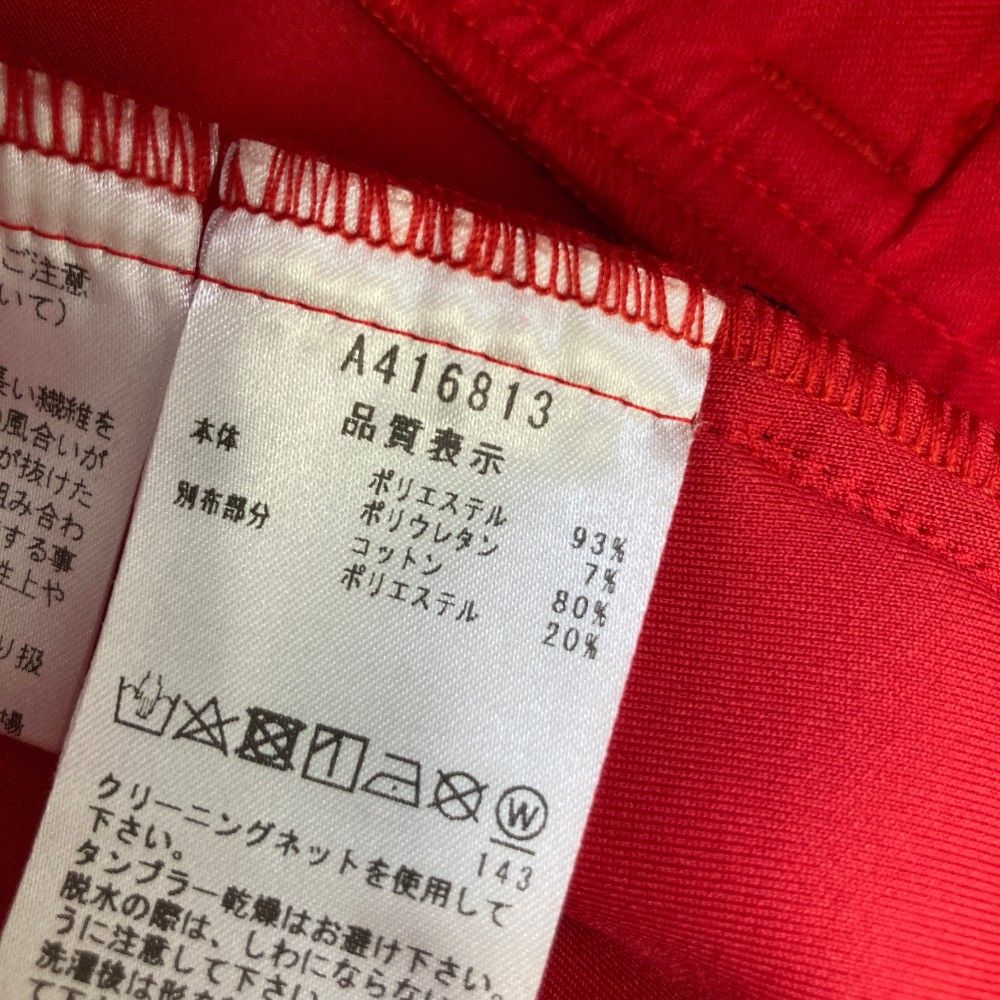 ご注意
いて)
長い繊維を
風合いが
が抜けた
組み合わ
する事
性上や
り扱
場
A416813
品質表示
本体 ポリエステル 93%
ポリウレタン 7%
別布部分 コットン 80%
ポリエステル 20%
W
143
クリーニングネットを使用して
下さい。
タンブラー乾燥はお避け下さい。
脱水の際は、しわにならない
うに注意して下さい
洗濯後は形を
て下